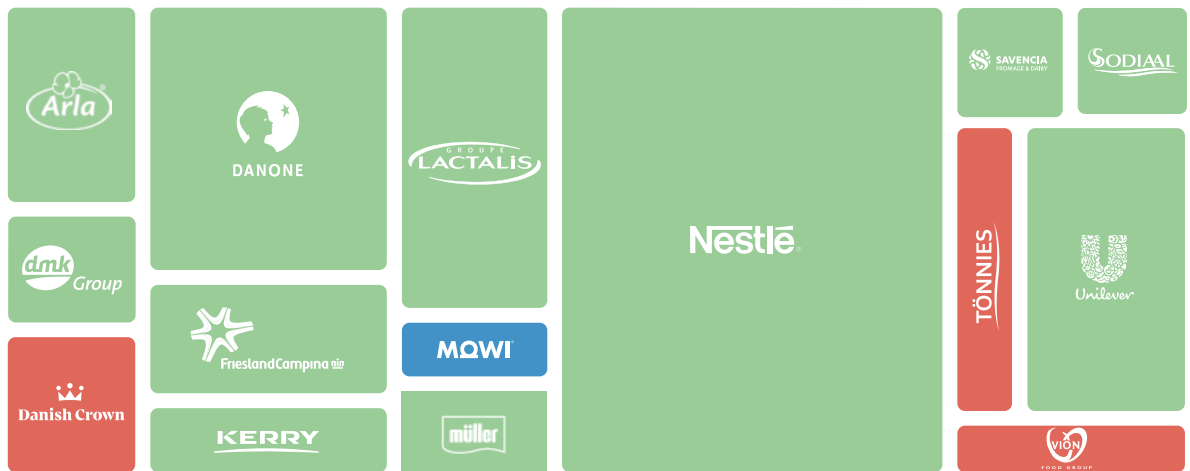 Arla
DANONE
GROUPE
LACTALIS
Nestlé
SAVENCIA
FROMAGE & DAIRY
SODIAAL
dmk
Group
FrieslandCampina
MOWI
TÖNNIES
Unilever
Danish Crown
KERRY
müller
VION
FOOD GROUP